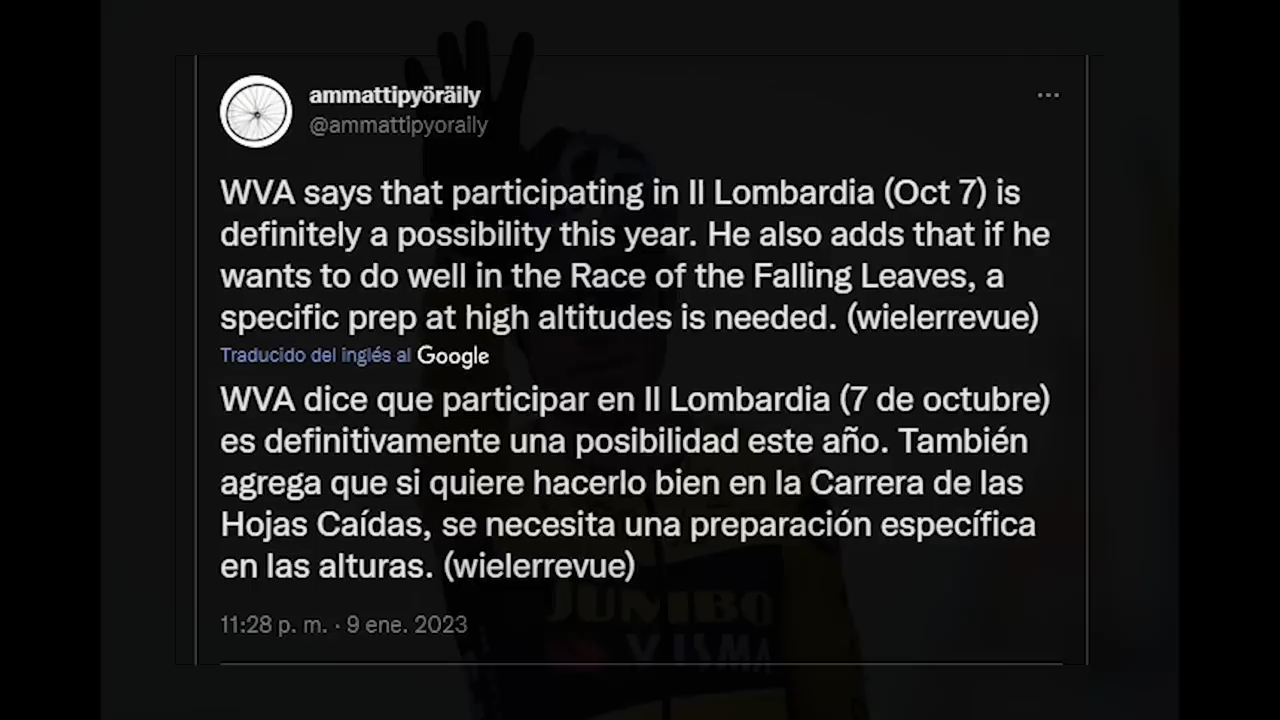 ammattipyöräily
@ammattipyoraily
WVA says that participating in Il Lombardia (Oct 7) is
definitely a possibility this year. He also adds that if he
wants to do well in the Race of the Falling Leaves, a
specific prep at high altitudes is needed. (wielerrevue)
Traducido del inglés al Google
WVA dice que participar en Il Lombardia (7 de octubre)
es definitivamente una posibilidad este año. También
agrega que si quiere hacerlo bien en la Carrera de las
Hojas Caídas, se necesita una preparación específica
en las alturas. (wielerrevue)
JUMBO
VISMA
11:28 p. m. · 9 ene. 2023